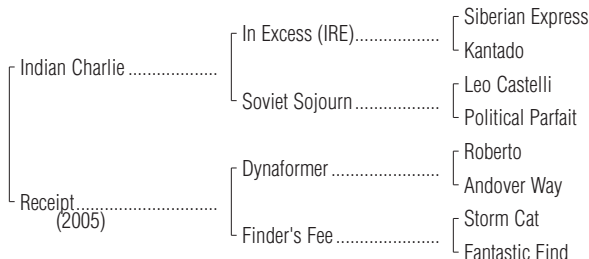 Siberian Express
In Excess (IRE)..................
Kantado
Indian Charlie ...................
Leo Castelli
Soviet Sojourn ..................
Political Parfait
Roberto
Dynaformer .......................
Andover Way
Receipt..............................
(2005)
Storm Cat
Finder's Fee ......................
Fantastic Find